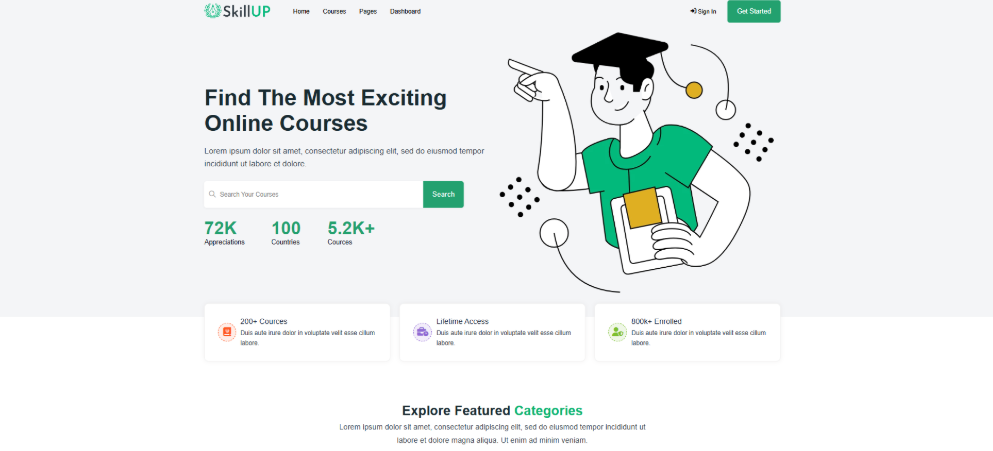 SkillUP
Home Courses Pages Dashboard
Sign In
Get Started
Find The Most Exciting
Online Courses
Lorem ipsum dolor sit amet, consectetur adipiscing elit, sed do eiusmod tempor
incididunt ut labore et dolore.
Search Your Cources
Search
72K
Appreciations
100
Countries
5.2K+
Cources
200+ Cources
Duis aute irure dolor in voluptate velit esse cillum
labore.
Lifetime Access
Duis aute irure dolor in voluptate velit esse cillum
labore.
800k+ Enrolled
Duis aute irure dolor in voluptate velit esse cillum
labore.
Explore Featured Categories
Lorem ipsum dolor sit amet, consectetur adipiscing elit, sed do eiusmod tempor incididunt ut
labore et dolore magna aliqua. Ut enim ad minim veniam.